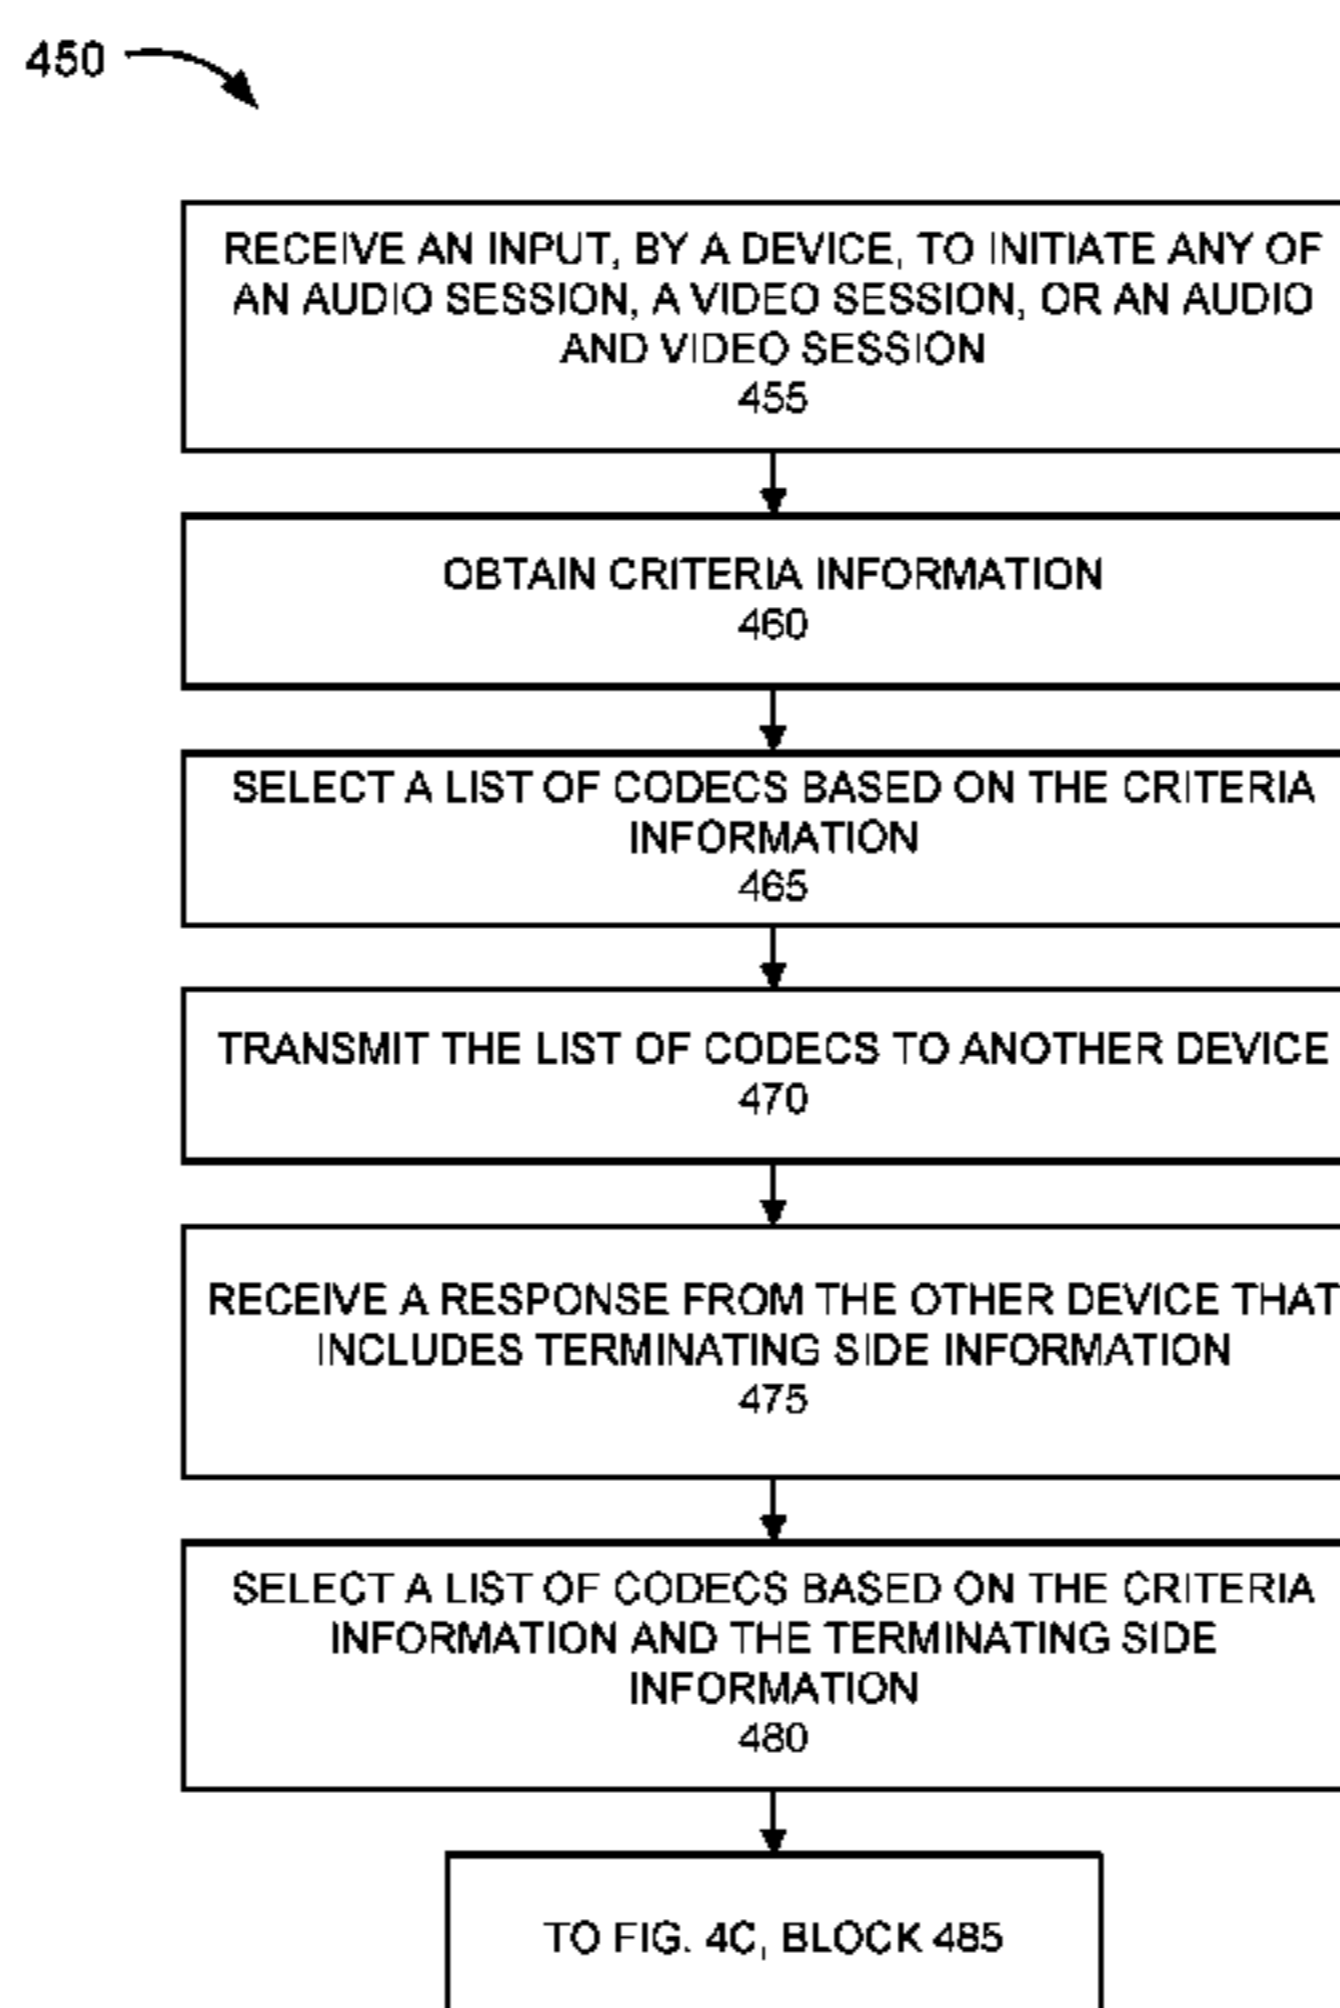 450
RECEIVE AN INPUT, BY A DEVICE, TO INITIATE ANY OF
AN AUDIO SESSION, A VIDEO SESSION, OR AN AUDIO
AND VIDEO SESSION
455
OBTAIN CRITERIA INFORMATION
460
SELECT A LIST OF CODECS BASED ON THE CRITERIA
INFORMATION
465
TRANSMIT THE LIST OF CODECS TO ANOTHER DEVICE
470
RECEIVE A RESPONSE FROM THE OTHER DEVICE THAT
INCLUDES TERMINATING SIDE INFORMATION
475
SELECT A LIST OF CODECS BASED ON THE CRITERIA
INFORMATION AND THE TERMINATING SIDE
INFORMATION
480
TO FIG. 4C, BLOCK 485